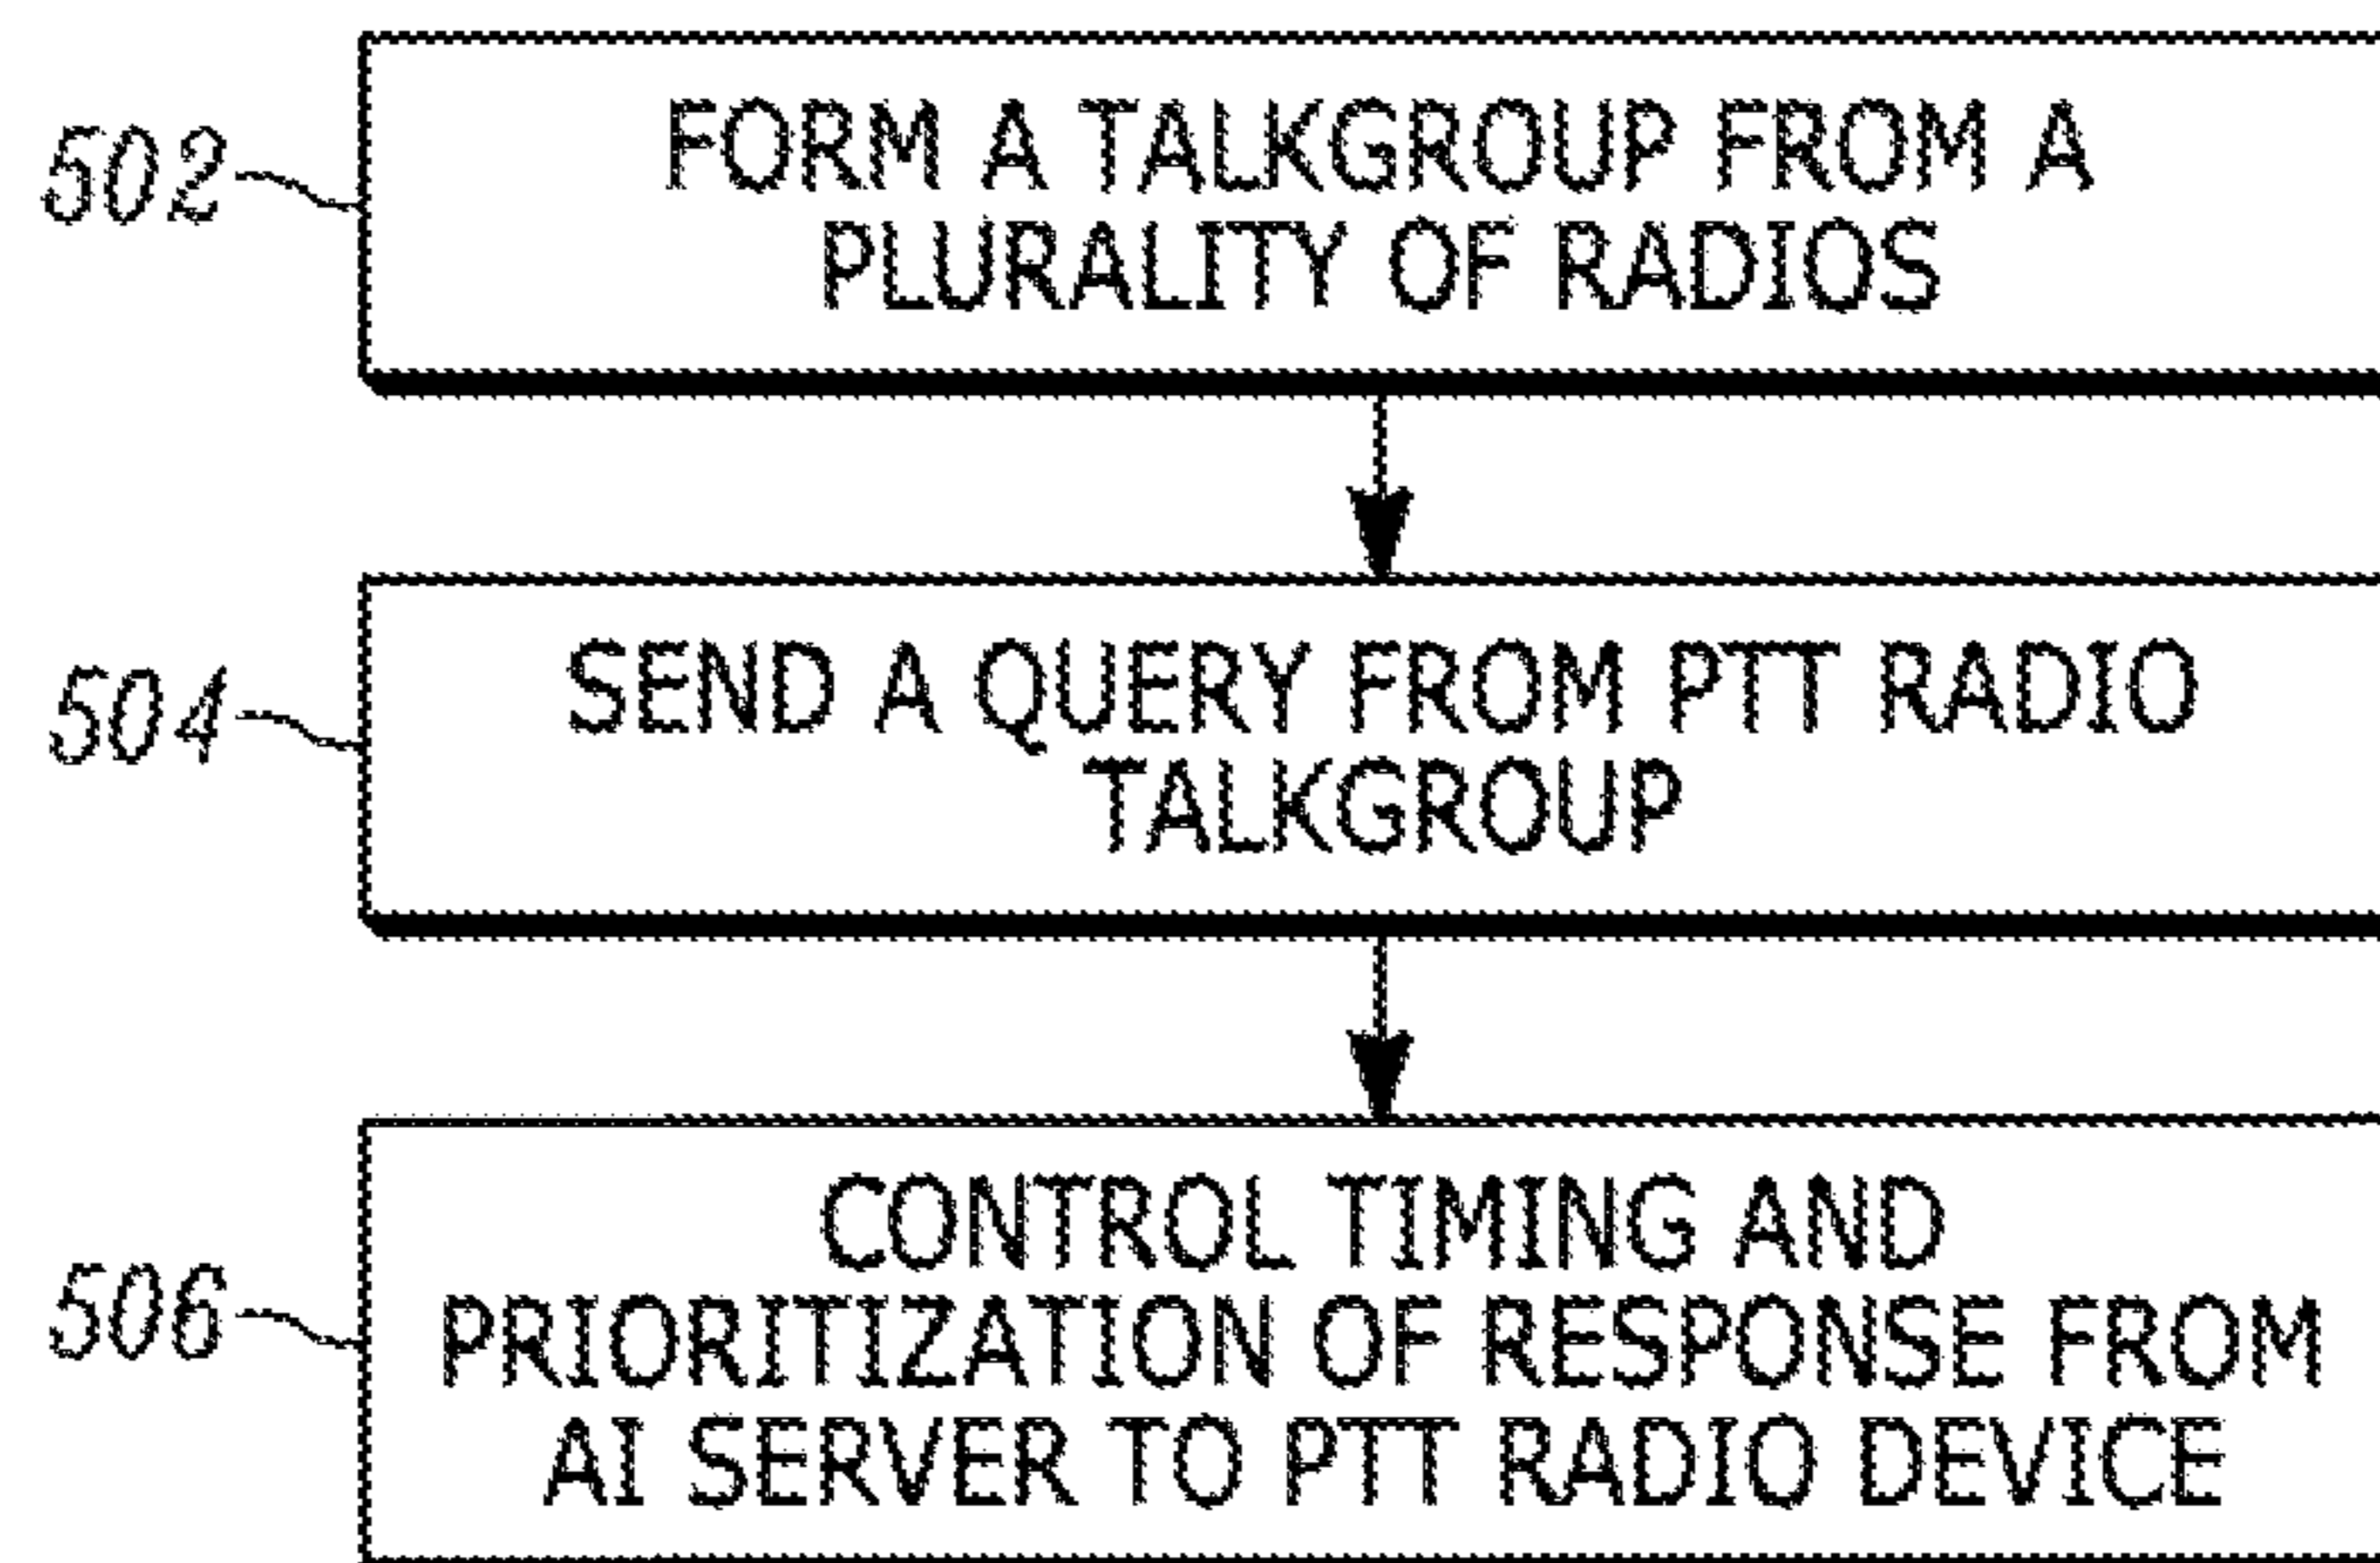 502
FORM A TALKGROUP FROM A
PLURALITY OF RADIOS
504
SEND A QUERY FROM PTT RADIO
TALKGROUP
506
CONTROL TIMING AND
PRIORITIZATION OF RESPONSE FROM
AI SERVER TO PTT RADIO DEVICE